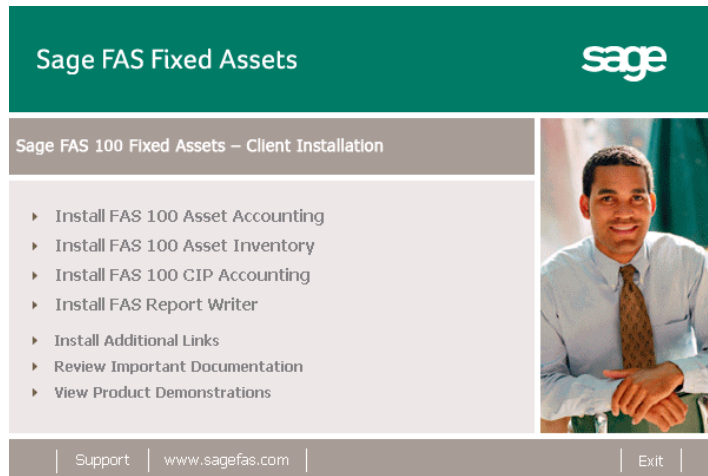 Sage FAS Fixed Assets
sage
Sage FAS 100 Fixed Assets – Client Installation
Install FAS 100 Asset Accounting
Install FAS 100 Asset Inventory
Install FAS 100 CIP Accounting
Install FAS Report Writer
Install Additional Links
Review Important Documentation
View Product Demonstrations
Support
www.sagefas.com
Exit